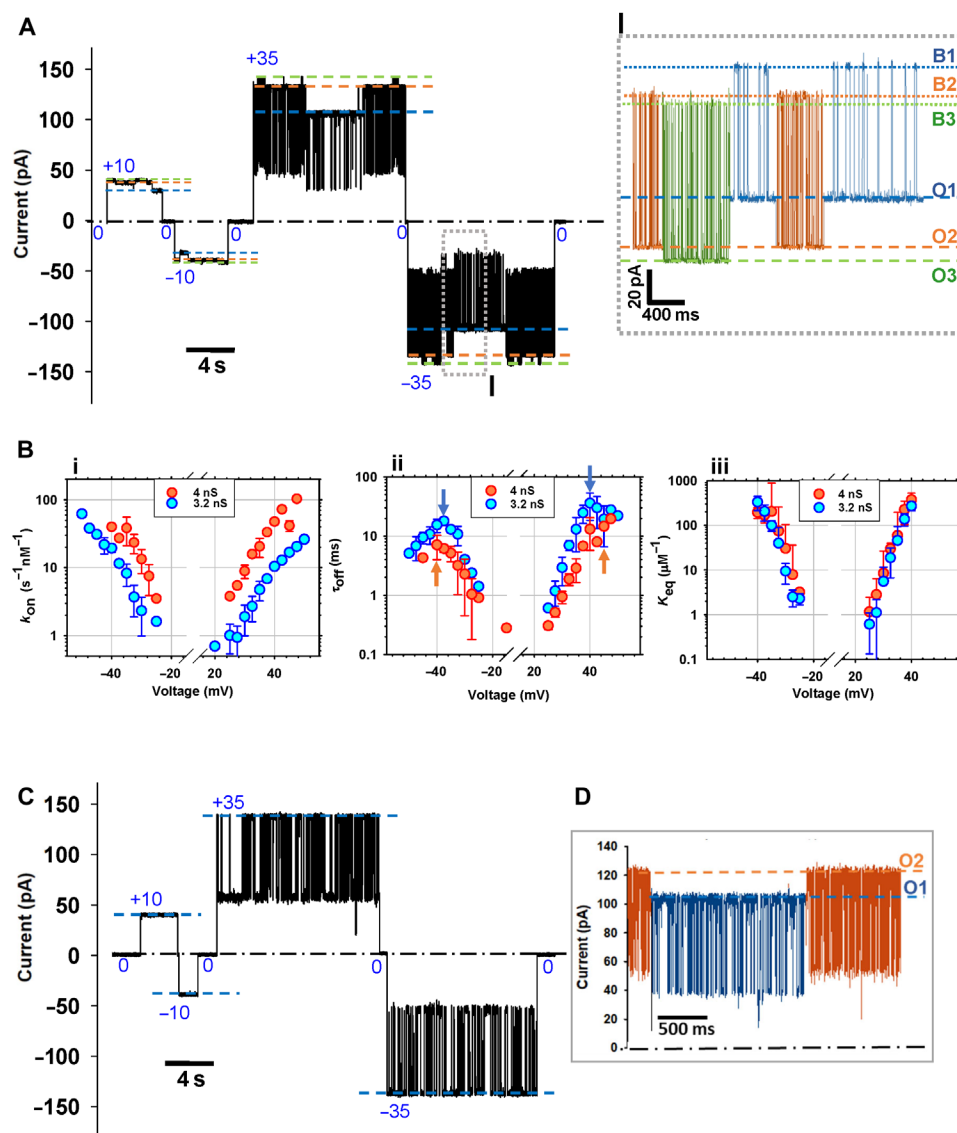 A
Current (pA)
150
100
50
0
−50
−100
−150
+10
0
0
−10
0
+35
0
−35
0
4 s
I
I
B1
B2
B3
O1
O2
O3
20 pA
400 ms
B
i
kon (s−1nM−1)
100
10
1
4 nS
3.2 nS
−40
−20
20
40
Voltage (mV)
ii
τoff (ms)
100
10
1
0.1
4 nS
3.2 nS
−40
−20
20
40
Voltage (mV)
iii
Keq (μM−1)
1000
100
10
1
0.1
4 nS
3.2 nS
−40
−20
20
40
Voltage (mV)
C
Current (pA)
150
100
50
0
−50
−100
−150
0
+10
−10
0
+35
0
−35
0
4 s
D
Current (pA)
140
120
100
80
60
40
20
0
O2
O1
500 ms